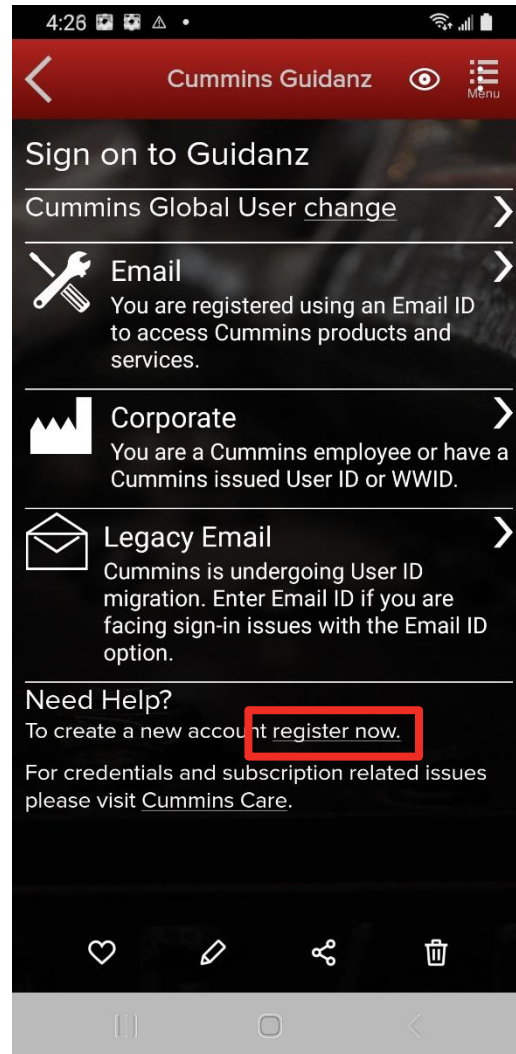 4:26
Cummins Guidanz
Menu
Sign on to Guidanz
Cummins Global User change
Email
You are registered using an Email ID
to access Cummins products and
services.
Corporate
You are a Cummins employee or have a
Cummins issued User ID or WWID.
Legacy Email
Cummins is undergoing User ID
migration. Enter Email ID if you are
facing sign-in issues with the Email ID
option.
Need Help?
To create a new account register now.
For credentials and subscription related issues
please visit Cummins Care.